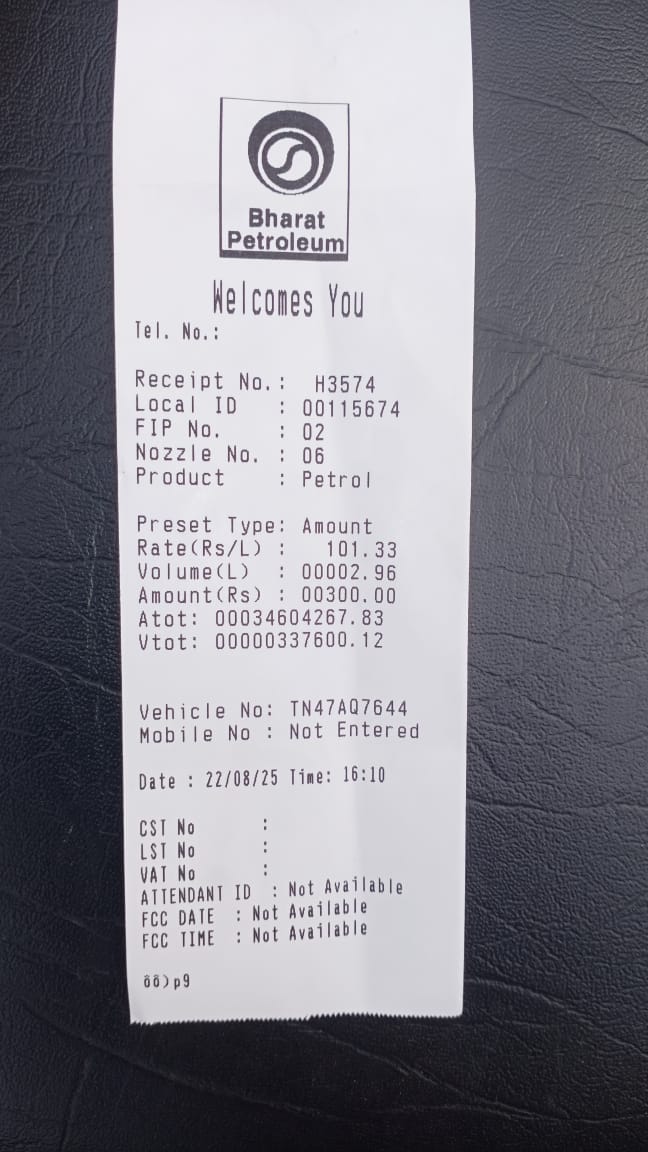 Bharat
Petroleum
Welcomes You
Tel. No.:
Receipt No.: H3574
Local ID : 00115674
FIP No. : 02
Nozzle No. : 06
Product : Petrol
Preset Type: Amount
Rate(Rs/L) : 101.33
Volume(L) : 00002.96
Amount(Rs) : 00300.00
Atot: 00034604267.83
Vtot: 00000337600.12
Vehicle No: TN47AQ7644
Mobile No : Not Entered
Date : 22/08/25 Time: 16:10
CST No :
LST No :
VAT No :
ATTENDANT ID : Not Available
FCC DATE : Not Available
FCC TIME : Not Available
ôô)p9